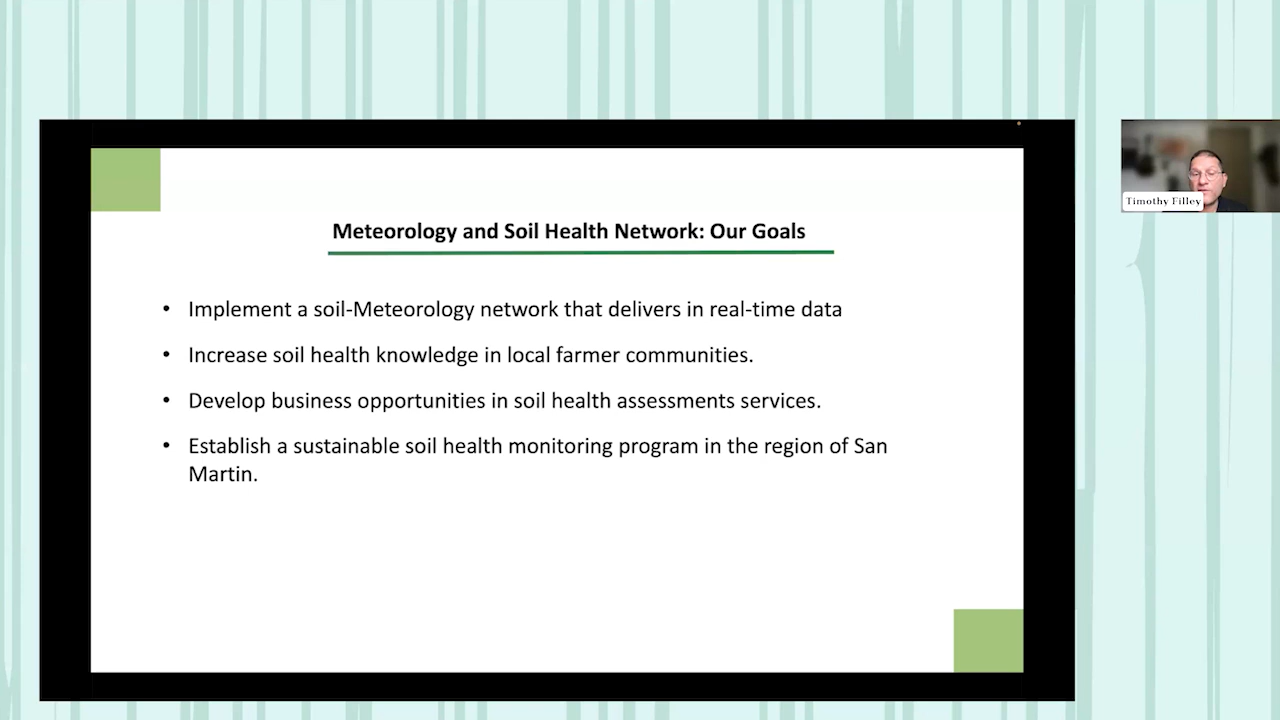 Meteorology and Soil Health Network: Our Goals
• Implement a soil-Meteorology network that delivers in real-time data
• Increase soil health knowledge in local farmer communities.
• Develop business opportunities in soil health assessments services.
• Establish a sustainable soil health monitoring program in the region of San
Martin.
Timothy Filley